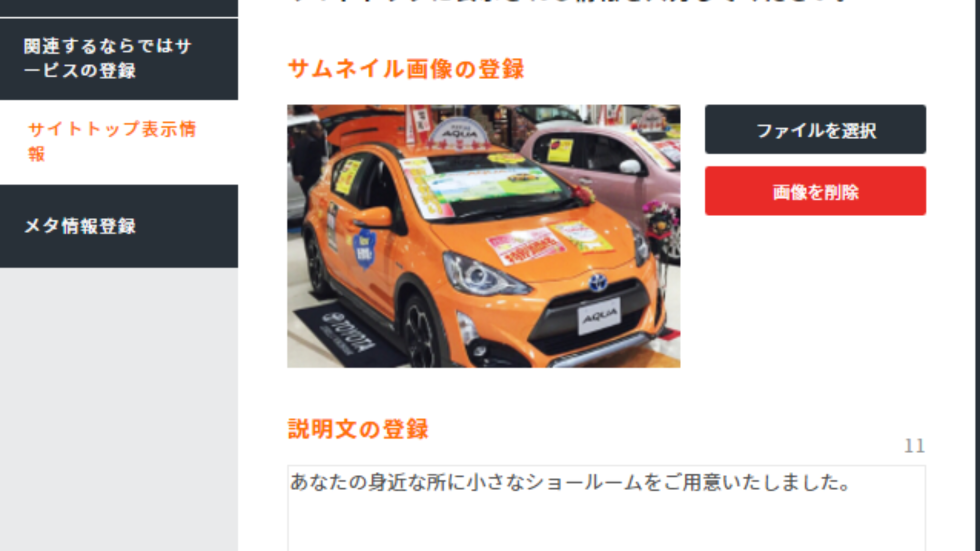 関連するならではサ
ービスの登録
サイトトップ表示情
報
メタ情報登録
サムネイル画像の登録
ファイルを選択
画像を削除
AQUA
AQUA
TOYOTA
説明文の登録
11
あなたの身近な所に小さなショールームをご用意いたしました。